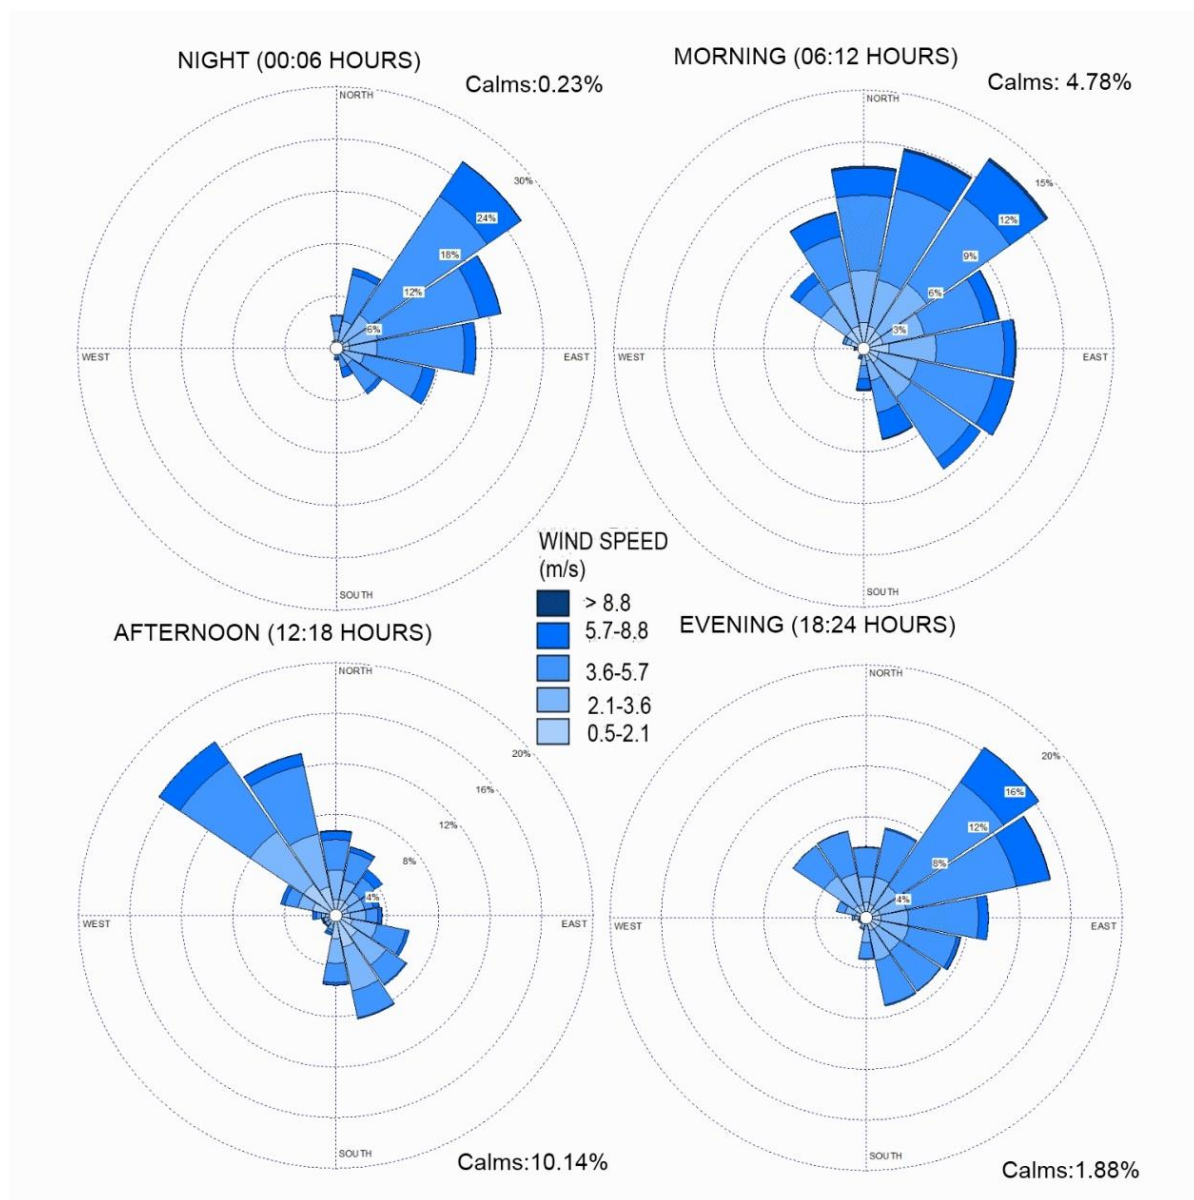 NIGHT (00:06 HOURS)
Calms:0.23%
NORTH
30%
24%
18%
12%
6%
WEST
EAST
SOUTH
MORNING (06:12 HOURS)
Calms: 4.78%
NORTH
15%
12%
9%
6%
3%
WEST
EAST
SOUTH
WIND SPEED
(m/s)
> 8.8
5.7-8.8
3.6-5.7
2.1-3.6
0.5-2.1
AFTERNOON (12:18 HOURS)
NORTH
20%
16%
12%
8%
4%
WEST
EAST
SOUTH
Calms:10.14%
EVENING (18:24 HOURS)
NORTH
20%
16%
12%
8%
4%
WEST
EAST
SOUTH
Calms:1.88%